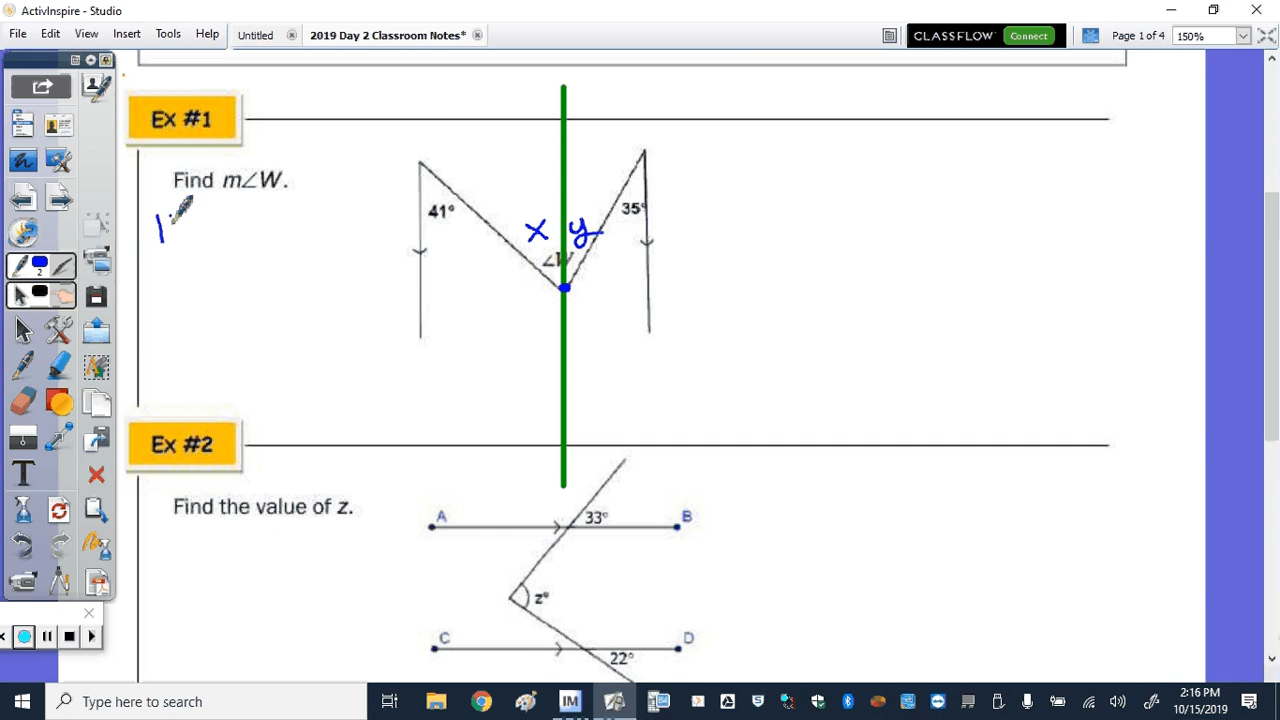 ActivInspire - Studio
File Edit View Insert Tools Help Untitled 2019 Day 2 Classroom Notes* CLASSFLOW Connect Page 1 of 4 150%
Ex #1
Find m∠W.
41°
x y
35°
∠W
2
Ex #2
Find the value of z.
A 33° B
z°
C D
22°
T
Type here to search
IM
2:16 PM
10/15/2019